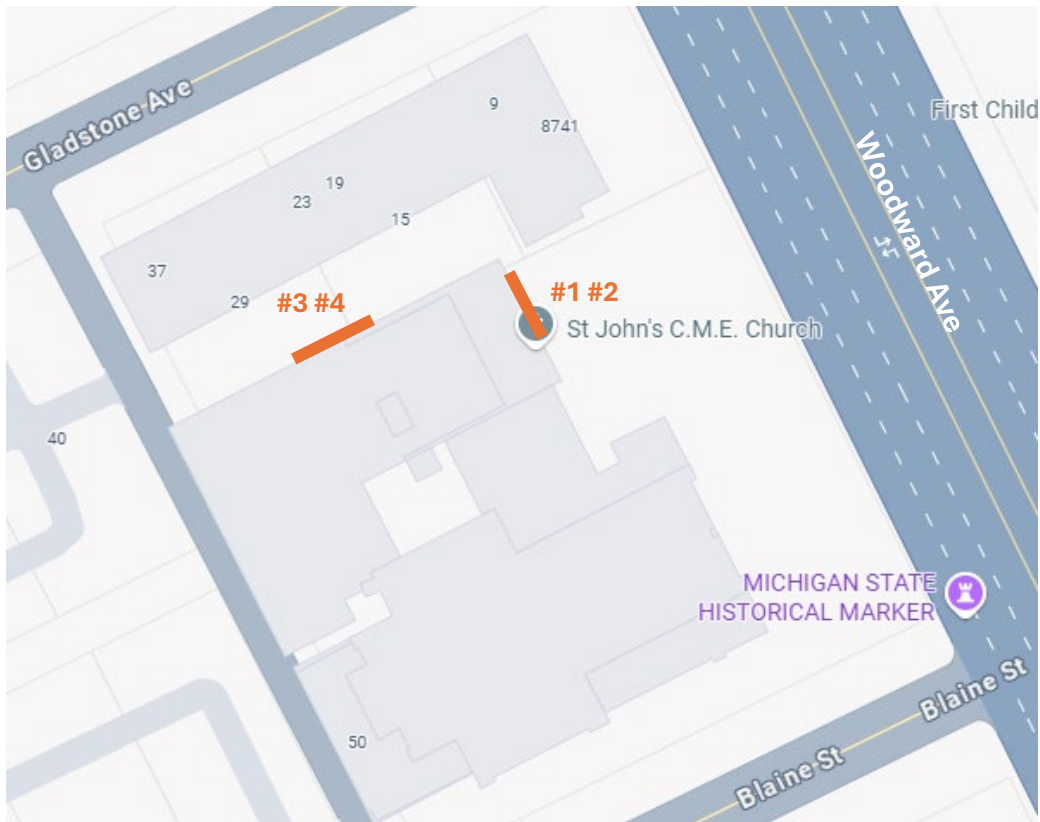 Gladstone Ave
9
8741
First Child
Woodward Ave
19
23
15
37
29
#3 #4
#1 #2
St John's C.M.E. Church
40
MICHIGAN STATE
HISTORICAL MARKER
Blaine St
Blaine St
50